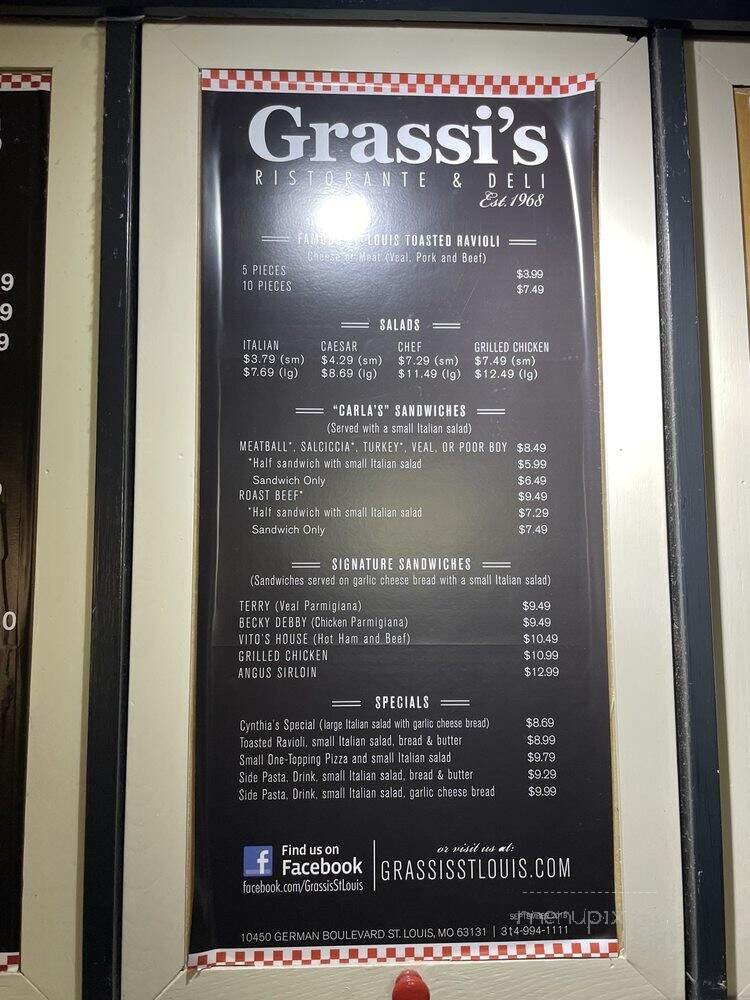 Grassi's
RISTORANTE & DELI
Est. 1968
FAMOUS ST. LOUIS TOASTED RAVIOLI
Cheese or Meat (Veal, Pork and Beef)
5 PIECES $3.99
10 PIECES $7.49
SALADS
ITALIAN CAESAR CHEF GRILLED CHICKEN
$3.79 (sm) $4.29 (sm) $7.29 (sm) $7.49 (sm)
$7.69 (lg) $8.69 (lg) $11.49 (lg) $12.49 (lg)
"CARLA'S" SANDWICHES
(Served with a small Italian salad)
MEATBALL*, SALCICCIA*, TURKEY*, VEAL, OR POOR BOY $8.49
*Half sandwich with small Italian salad $5.99
Sandwich Only $6.49
ROAST BEEF* $9.49
*Half sandwich with small Italian salad $7.29
Sandwich Only $7.49
SIGNATURE SANDWICHES
(Sandwiches served on garlic cheese bread with a small Italian salad)
TERRY (Veal Parmigiana) $9.49
BECKY DEBBY (Chicken Parmigiana) $9.49
VITO'S HOUSE (Hot Ham and Beef) $10.49
GRILLED CHICKEN $10.99
ANGUS SIRLOIN $12.99
SPECIALS
Cynthia's Special (large Italian salad with garlic cheese bread) $8.69
Toasted Ravioli, small Italian salad, bread & butter $8.99
Small One-Topping Pizza and small Italian salad $9.79
Side Pasta, Drink, small Italian salad, bread & butter $9.29
Side Pasta, Drink, small Italian salad, garlic cheese bread $9.99
f
Find us on
Facebook
facebook.com/GrassisStLouis
or visit us at:
GRASSISSTLOUIS.COM
SEPTEMBER 2018
menupix
10450 GERMAN BOULEVARD ST. LOUIS, MO 63131 | 314-994-1111
9
9
9
0